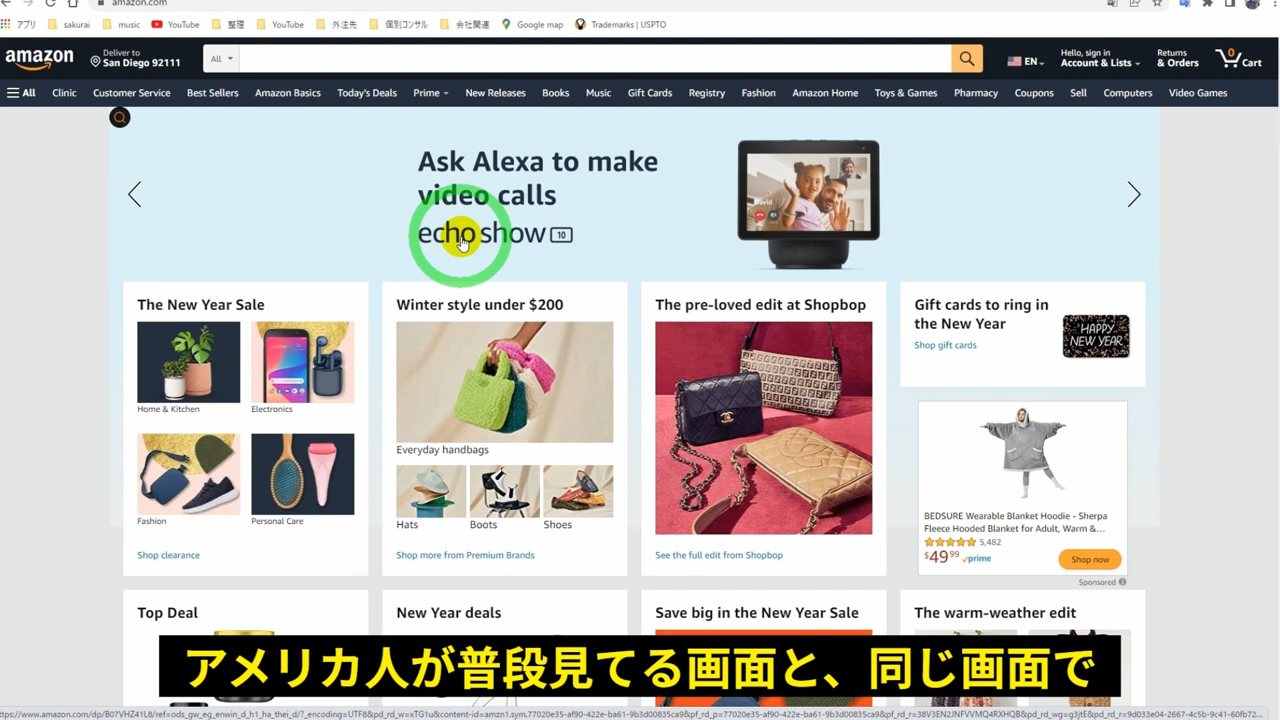 amazon.com
アプリ sakurai music YouTube 整理 YouTube 外注先 個別コンサル 会社関連 Google map Trademarks | USPTO
amazon Deliver to San Diego 92111 All EN Hello, sign in Account & Lists Returns & Orders 0 Cart
All Clinic Customer Service Best Sellers Amazon Basics Today's Deals Prime New Releases Books Music Gift Cards Registry Fashion Amazon Home Toys & Games Pharmacy Coupons Sell Computers Video Games
Ask Alexa to make
video calls
echo show 10
David
The New Year Sale
Home & Kitchen Electronics
Fashion Personal Care
Shop clearance
Winter style under $200
Everyday handbags
Hats Boots Shoes
Shop more from Premium Brands
The pre-loved edit at Shopbop
See the full edit from Shopbop
Gift cards to ring in
the New Year
Shop gift cards
HAPPY
NEW YEAR
BEDSURE Wearable Blanket Hoodie - Sherpa
Fleece Hooded Blanket for Adult, Warm &...
5,482
$49 99 prime Shop now
Sponsored
Top Deal
New Year deals
Save big in the New Year Sale
The warm-weather edit
アメリカ人が普段見てる画面と、同じ画面で